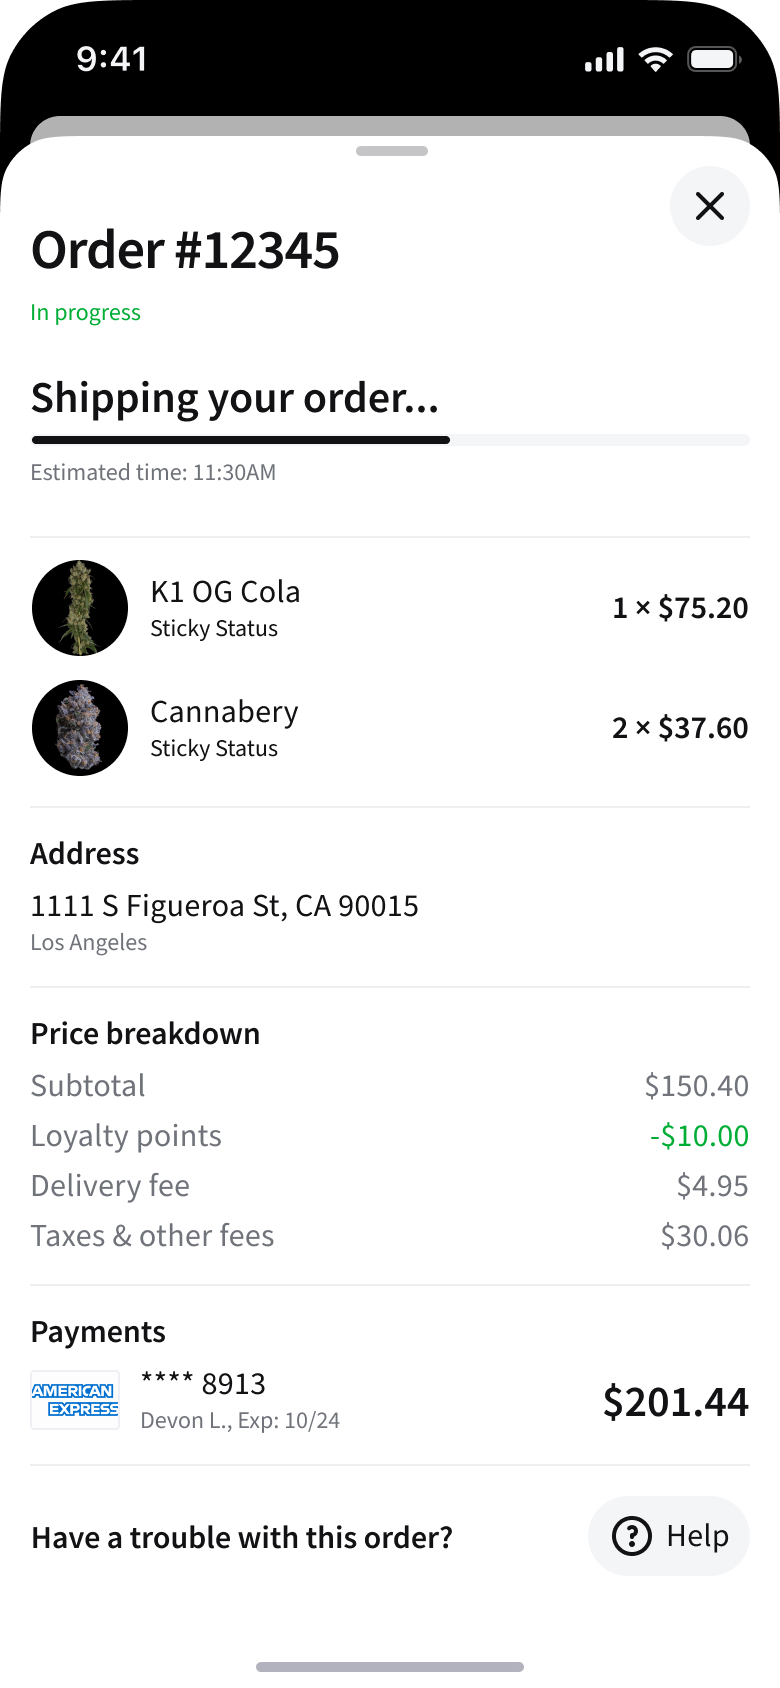 9:41
Order #12345
In progress
Shipping your order...
Estimated time: 11:30AM
K1 OG Cola
Sticky Status
1 × $75.20
Cannabery
Sticky Status
2 × $37.60
Address
1111 S Figueroa St, CA 90015
Los Angeles
Price breakdown
Subtotal $150.40
Loyalty points -$10.00
Delivery fee $4.95
Taxes & other fees $30.06
Payments
AMERICAN
EXPRESS
**** 8913
Devon L., Exp: 10/24
$201.44
Have a trouble with this order?
? Help